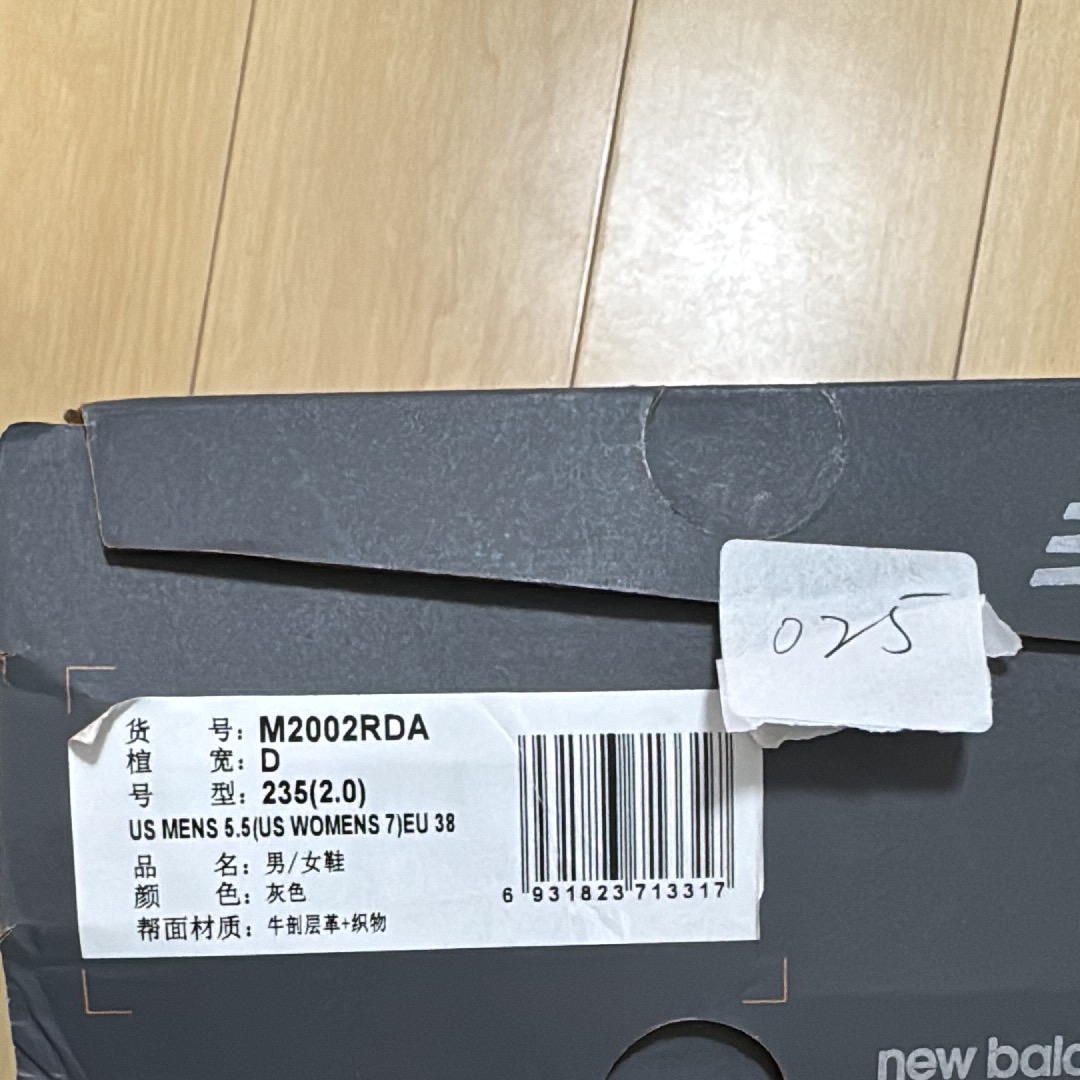 025
货 号: M2002RDA
楦 宽: D
号 型: 235(2.0)
US MENS 5.5(US WOMENS 7)EU 38
品 名: 男/女鞋
颜 色: 灰色
帮面材质: 牛剖层革+织物
6 931823 713317
new bala